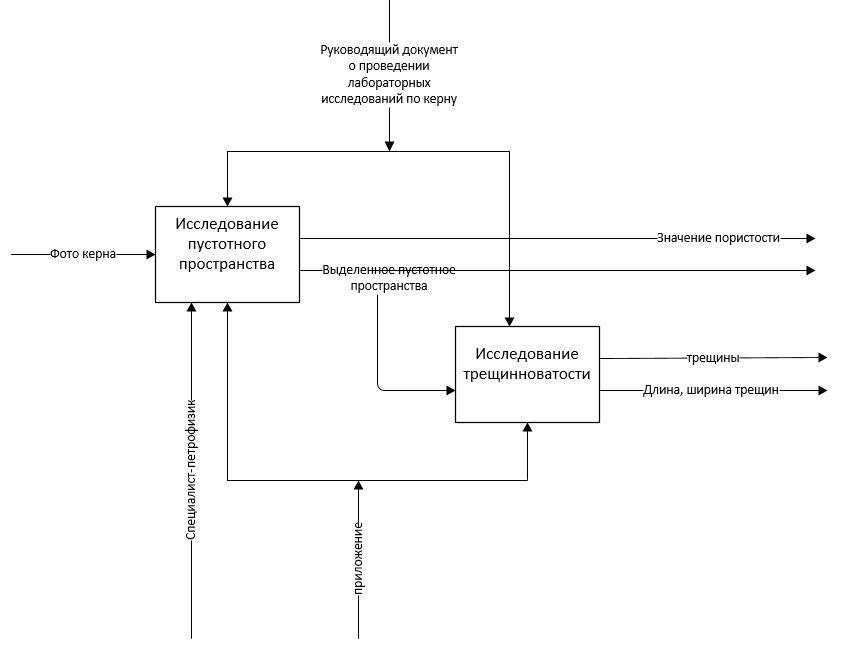 Руководящий документ
о проведении
лабораторных
исследований по керну
Исследование
пустотного
пространства
Фото керна
Значение пористости
Выделенное пустотное
пространства
Исследование
трещинноватости
трещины
Длина, ширина трещин
Специалист-петрофизик
приложение